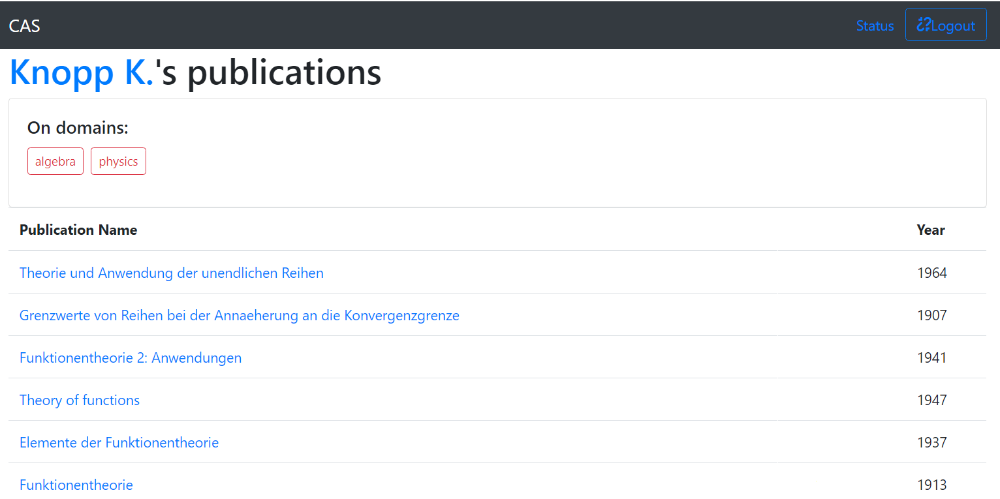 CAS Status Logout
Knopp K.'s publications
On domains:
algebra physics
Publication Name Year
Theorie und Anwendung der unendlichen Reihen 1964
Grenzwerte von Reihen bei der Annaeherung an die Konvergenzgrenze 1907
Funktionentheorie 2: Anwendungen 1941
Theory of functions 1947
Elemente der Funktionentheorie 1937
Funktionentheorie 1913